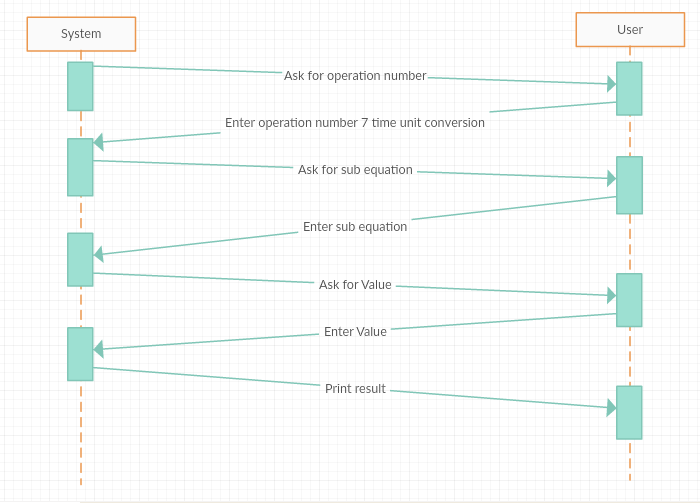 System
User
Ask for operation number
Enter operation number 7 time unit conversion
Ask for sub equation
Enter sub equation
Ask for Value
Enter Value
Print result